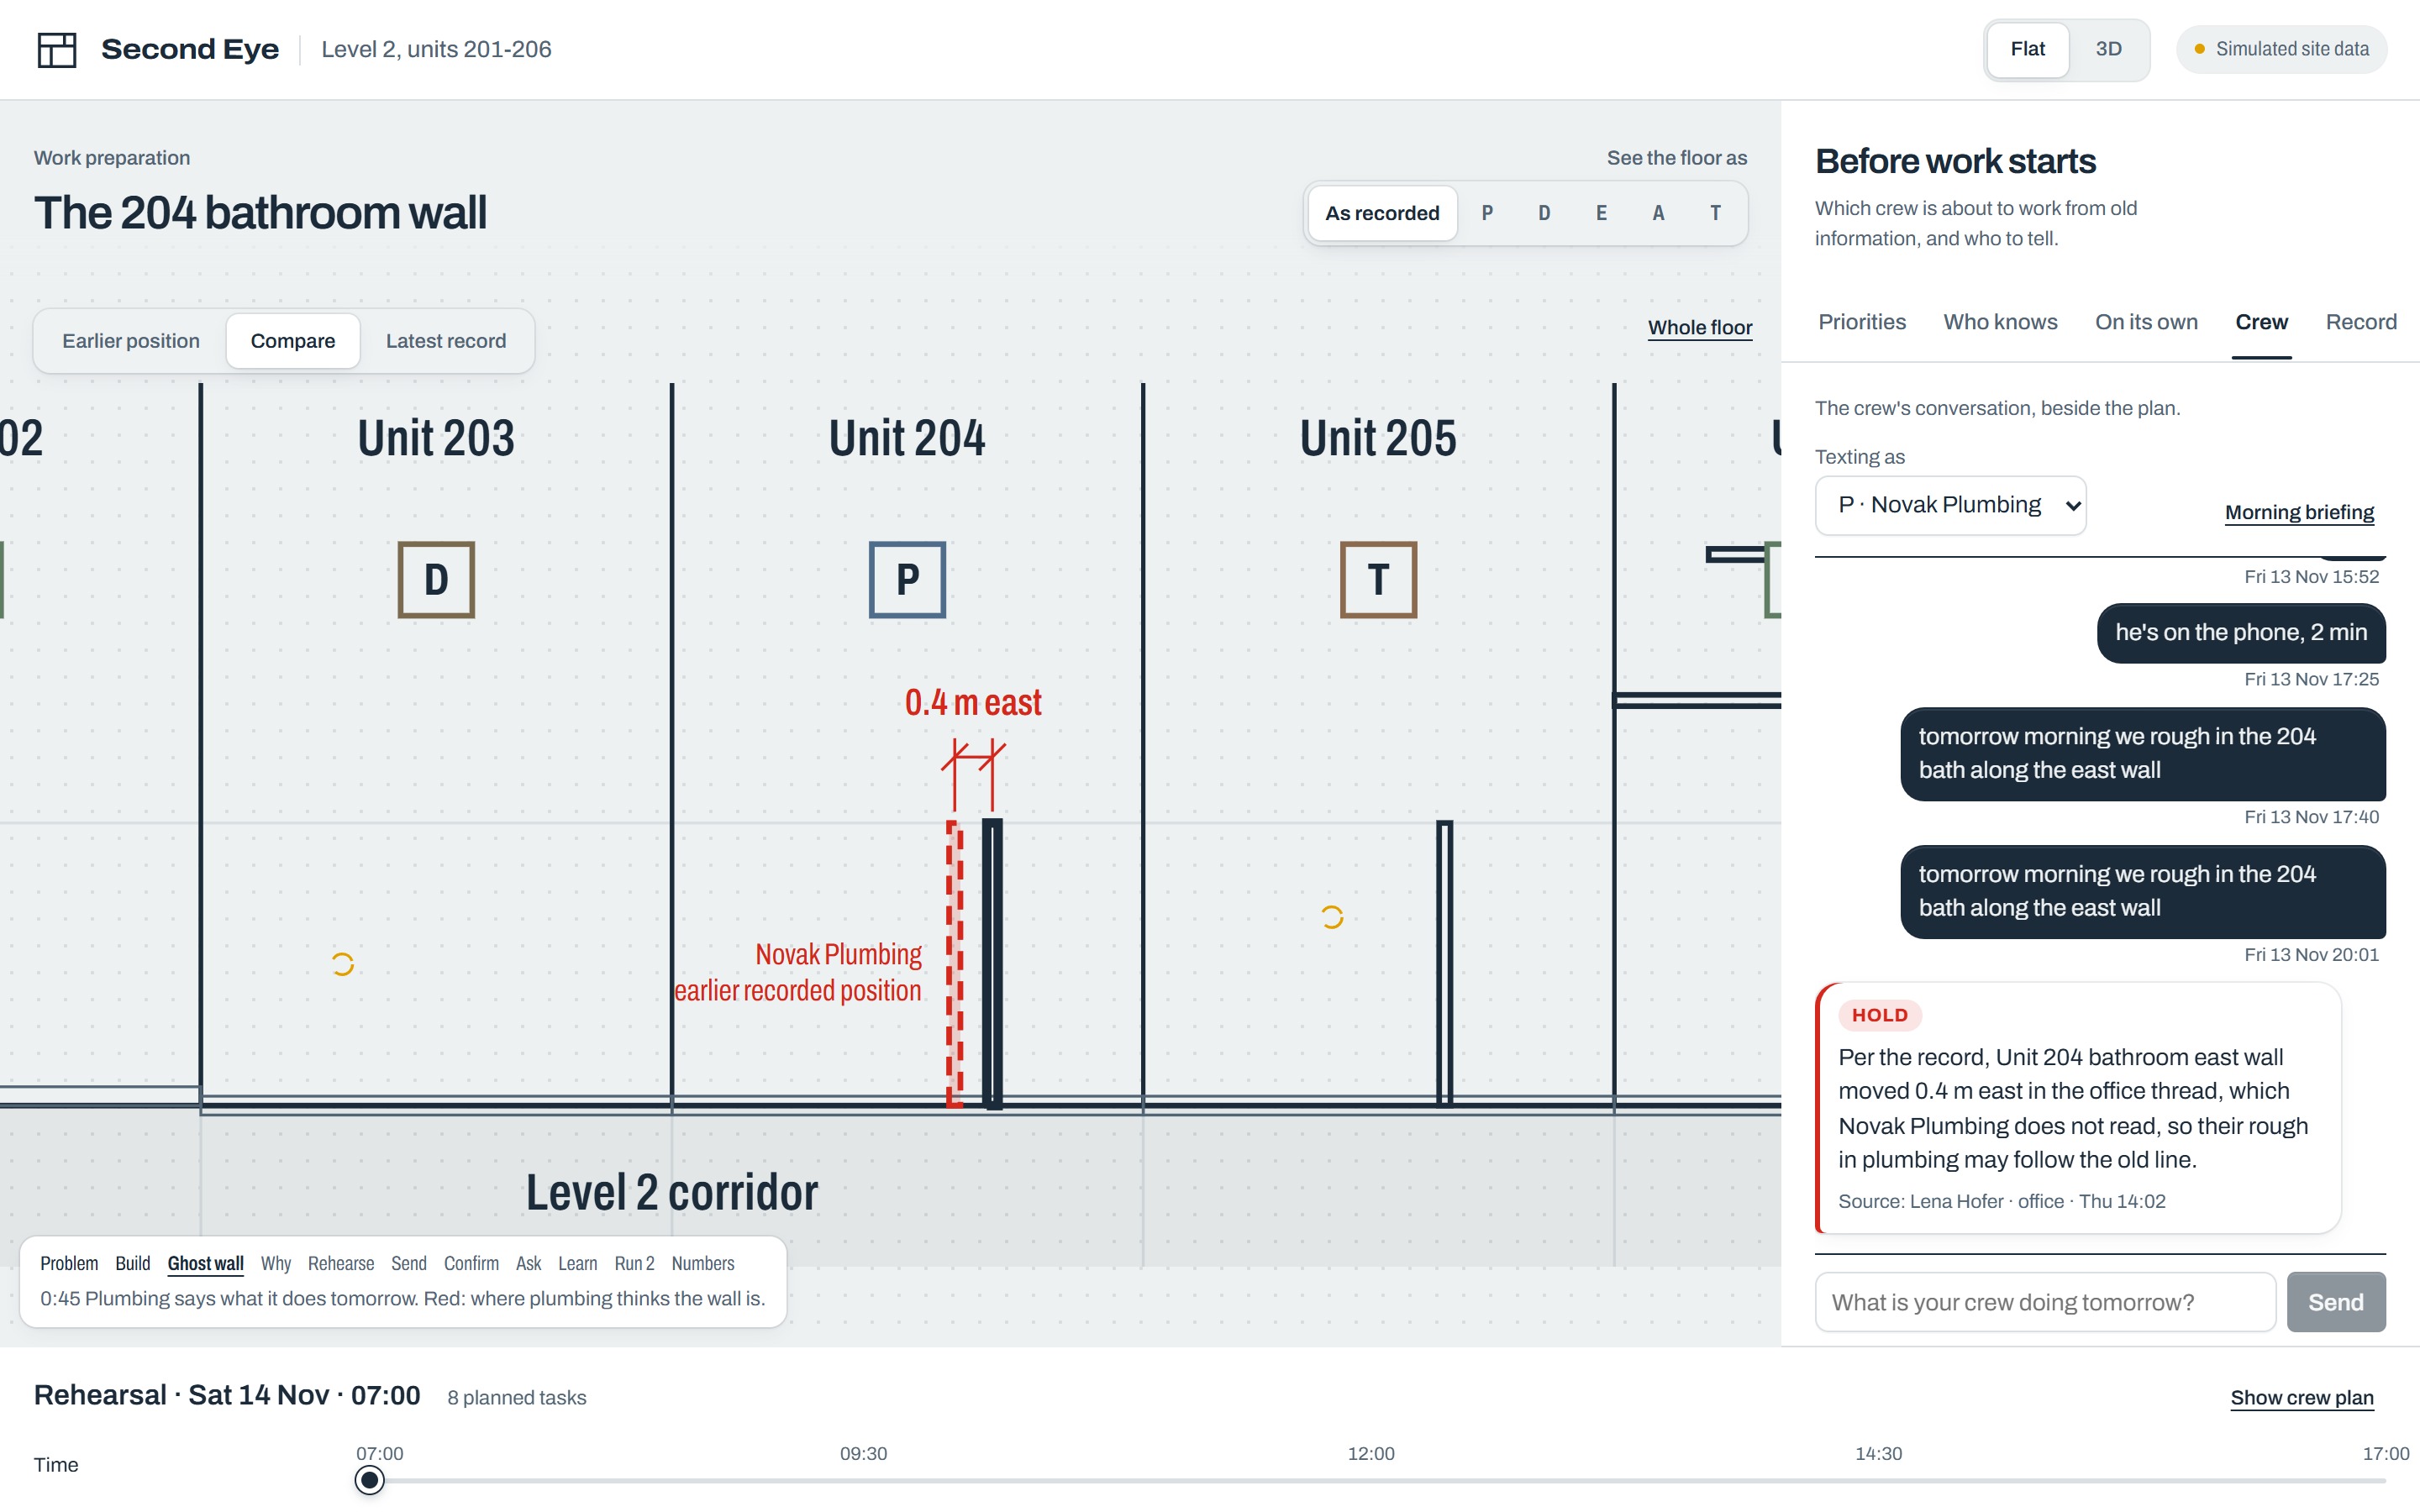 Second Eye
Level 2, units 201-206
Flat
3D
Simulated site data
Work preparation
The 204 bathroom wall
See the floor as
As recorded
P
D
E
A
T
Earlier position
Compare
Latest record
Whole floor
02
Unit 203
Unit 204
Unit 205
D
P
T
0.4 m east
Novak Plumbing
earlier recorded position
Level 2 corridor
Problem
Build
Ghost wall
Why
Rehearse
Send
Confirm
Ask
Learn
Run 2
Numbers
0:45 Plumbing says what it does tomorrow. Red: where plumbing thinks the wall is.
Before work starts
Which crew is about to work from old
information, and who to tell.
Priorities
Who knows
On its own
Crew
Record
The crew's conversation, beside the plan.
Texting as
P · Novak Plumbing
Morning briefing
Fri 13 Nov 15:52
he's on the phone, 2 min
Fri 13 Nov 17:25
tomorrow morning we rough in the 204
bath along the east wall
Fri 13 Nov 17:40
tomorrow morning we rough in the 204
bath along the east wall
Fri 13 Nov 20:01
HOLD
Per the record, Unit 204 bathroom east wall
moved 0.4 m east in the office thread, which
Novak Plumbing does not read, so their rough
in plumbing may follow the old line.
Source: Lena Hofer · office · Thu 14:02
What is your crew doing tomorrow?
Send
Rehearsal · Sat 14 Nov · 07:00
8 planned tasks
Show crew plan
Time
07:00
09:30
12:00
14:30
17:00